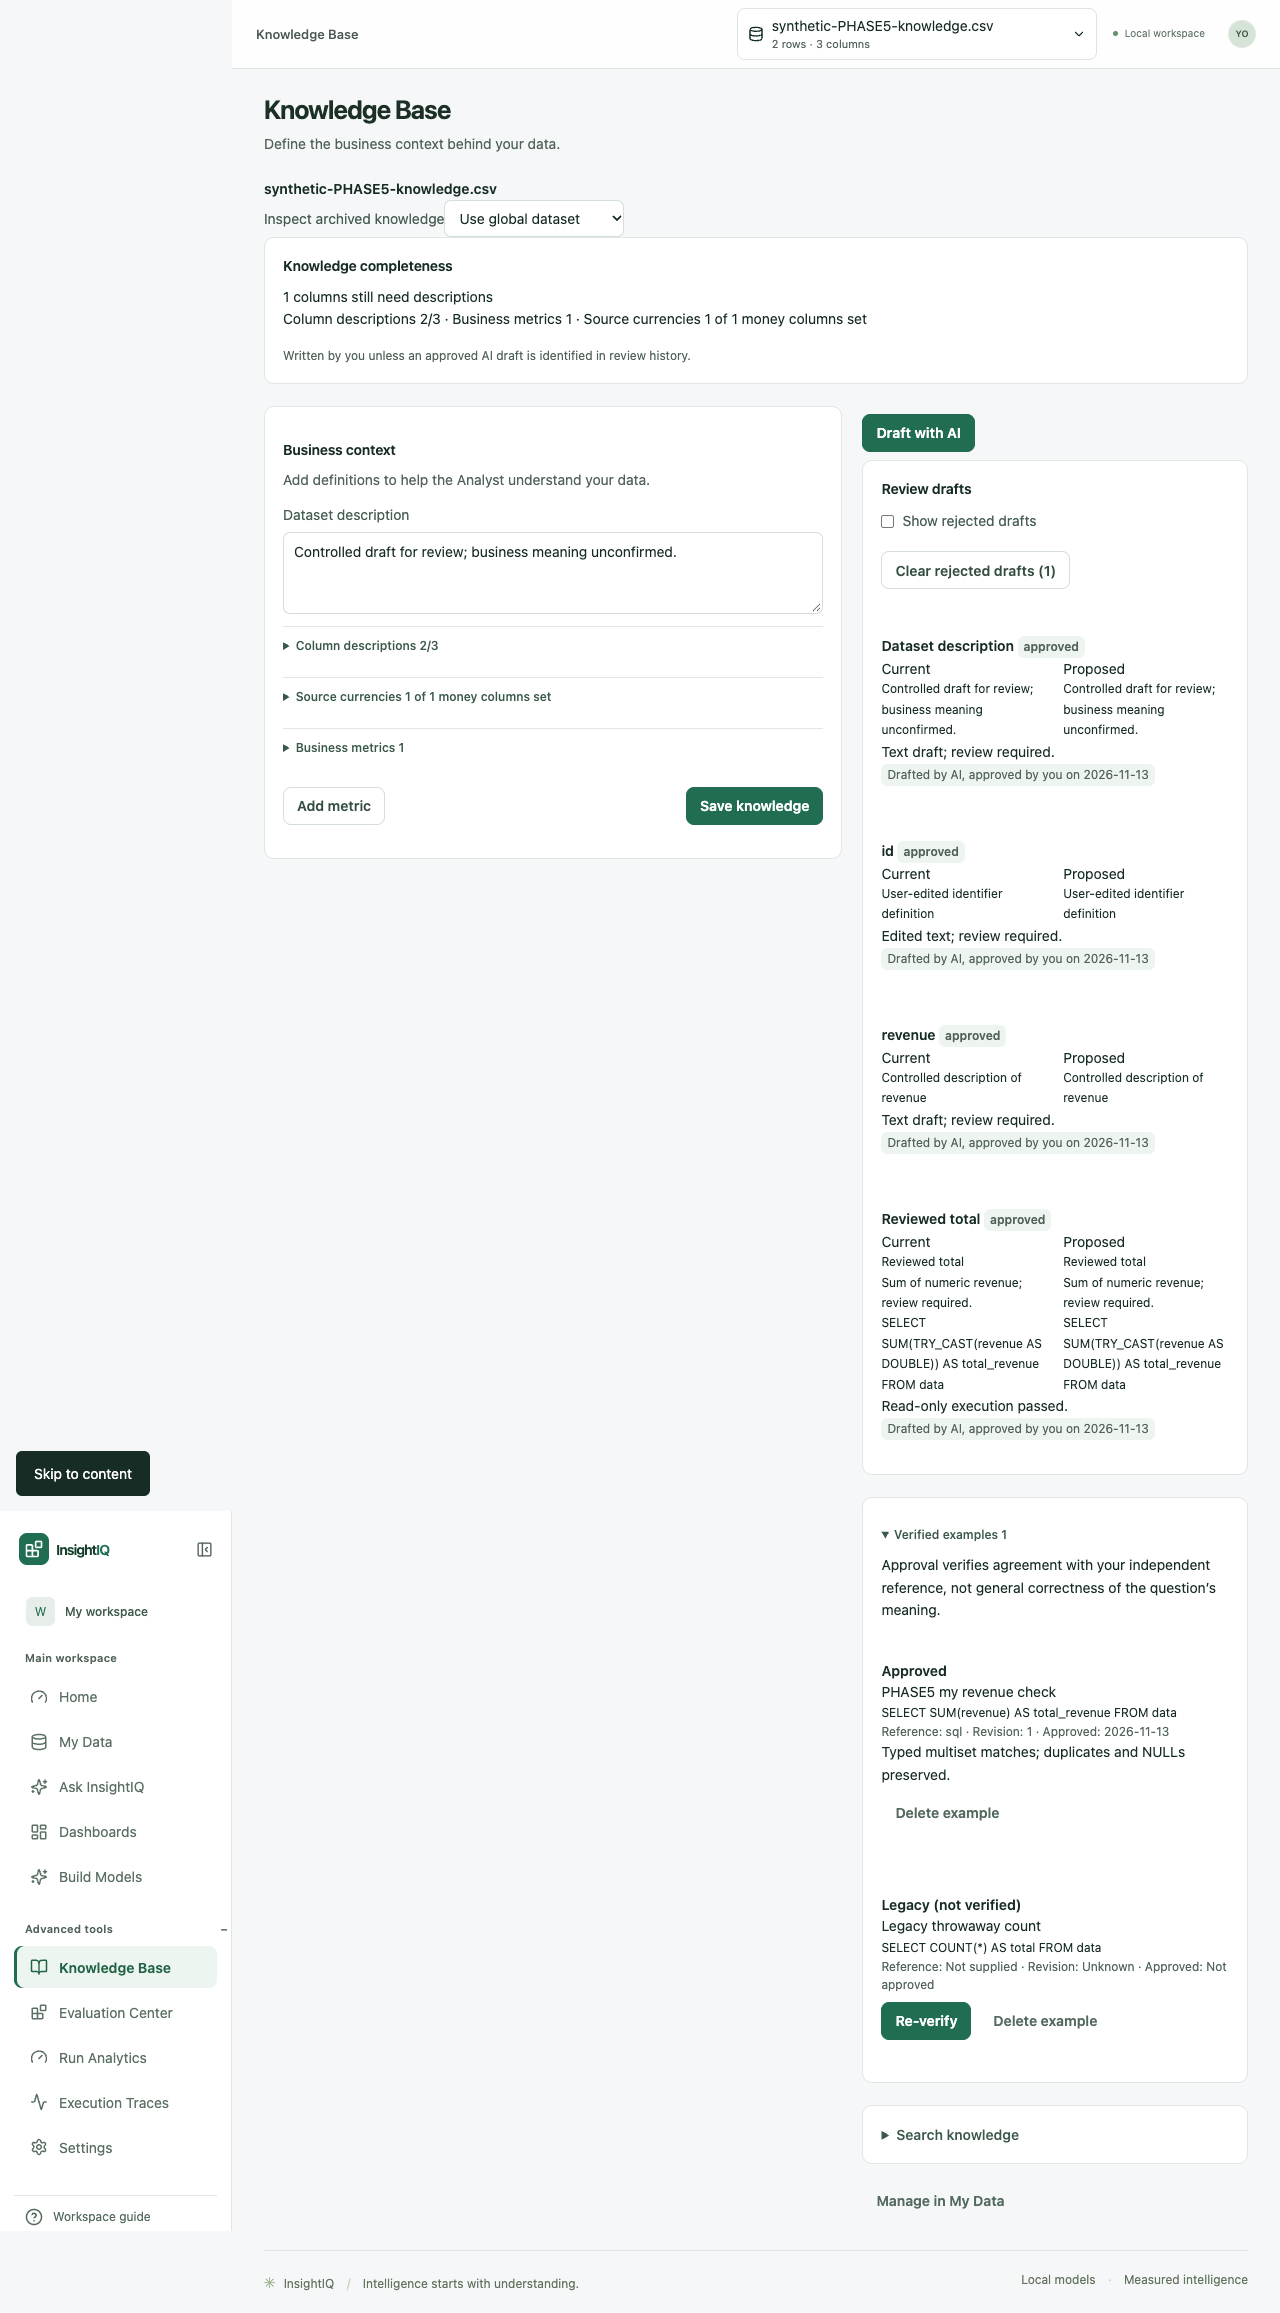 Knowledge Base
synthetic-PHASE5-knowledge.csv
2 rows · 3 columns
Local workspace
YO
Knowledge Base
Define the business context behind your data.
synthetic-PHASE5-knowledge.csv
Inspect archived knowledge
Use global dataset
Knowledge completeness
1 columns still need descriptions
Column descriptions 2/3 · Business metrics 1 · Source currencies 1 of 1 money columns set
Written by you unless an approved AI draft is identified in review history.
Business context
Add definitions to help the Analyst understand your data.
Dataset description
Controlled draft for review; business meaning unconfirmed.
Column descriptions 2/3
Source currencies 1 of 1 money columns set
Business metrics 1
Add metric
Save knowledge
Draft with AI
Review drafts
Show rejected drafts
Clear rejected drafts (1)
Dataset description approved
Current
Controlled draft for review;
business meaning
unconfirmed.
Proposed
Controlled draft for review;
business meaning
unconfirmed.
Text draft; review required.
Drafted by AI, approved by you on 2026-11-13
id approved
Current
User-edited identifier
definition
Proposed
User-edited identifier
definition
Edited text; review required.
Drafted by AI, approved by you on 2026-11-13
revenue approved
Current
Controlled description of
revenue
Proposed
Controlled description of
revenue
Text draft; review required.
Drafted by AI, approved by you on 2026-11-13
Reviewed total approved
Current
Reviewed total
Sum of numeric revenue;
review required.
SELECT
SUM(TRY_CAST(revenue AS
DOUBLE)) AS total_revenue
FROM data
Proposed
Reviewed total
Sum of numeric revenue;
review required.
SELECT
SUM(TRY_CAST(revenue AS
DOUBLE)) AS total_revenue
FROM data
Read-only execution passed.
Drafted by AI, approved by you on 2026-11-13
Verified examples 1
Approval verifies agreement with your independent
reference, not general correctness of the question's
meaning.
Approved
PHASE5 my revenue check
SELECT SUM(revenue) AS total_revenue FROM data
Reference: sql · Revision: 1 · Approved: 2026-11-13
Typed multiset matches; duplicates and NULLs
preserved.
Delete example
Legacy (not verified)
Legacy throwaway count
SELECT COUNT(*) AS total FROM data
Reference: Not supplied · Revision: Unknown · Approved: Not
approved
Re-verify
Delete example
Search knowledge
Manage in My Data
Skip to content
InsightIQ
W
My workspace
Main workspace
Home
My Data
Ask InsightIQ
Dashboards
Build Models
Advanced tools
–
Knowledge Base
Evaluation Center
Run Analytics
Execution Traces
Settings
Workspace guide
InsightIQ / Intelligence starts with understanding.
Local models · Measured intelligence